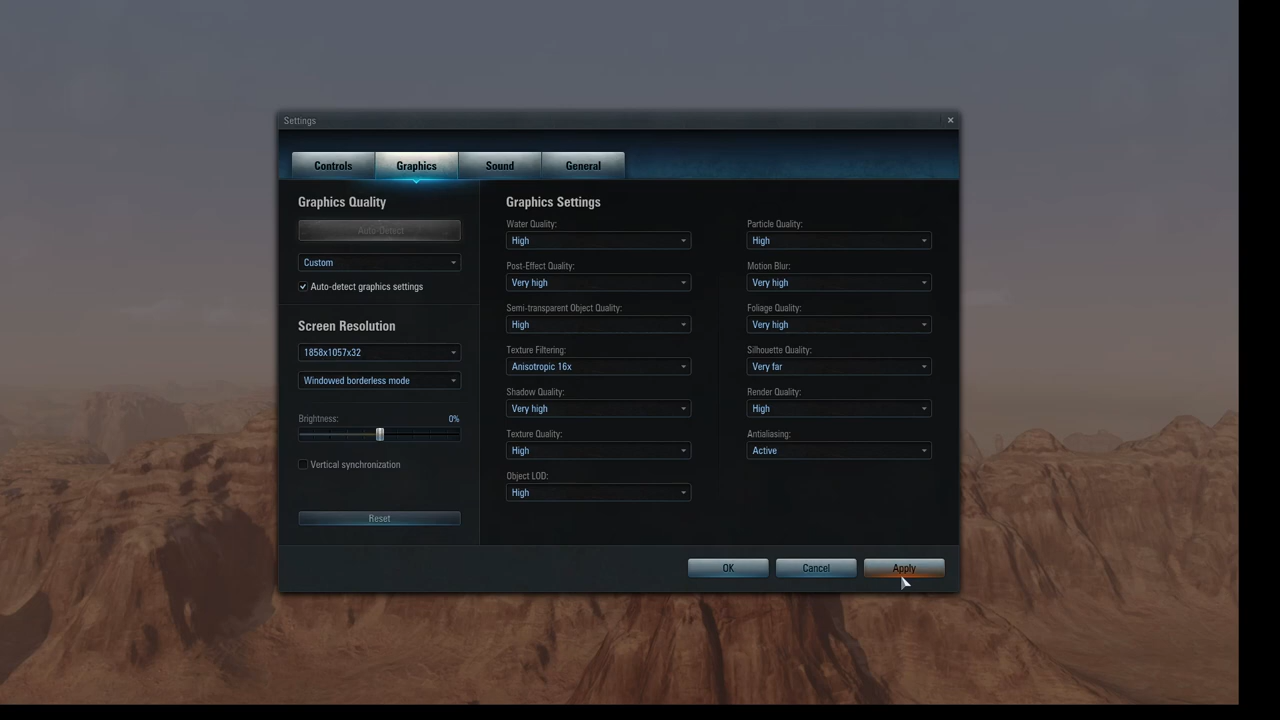 Settings
Controls
Graphics
Sound
General
Graphics Quality
Auto-Detect
Custom
Auto-detect graphics settings
Screen Resolution
1858x1057x32
Windowed borderless mode
Brightness:
0%
Vertical synchronization
Reset
Graphics Settings
Water Quality:
High
Post-Effect Quality:
Very high
Semi-transparent Object Quality:
High
Texture Filtering:
Anisotropic 16x
Shadow Quality:
Very high
Texture Quality:
High
Object LOD:
High
Particle Quality:
High
Motion Blur:
Very high
Foliage Quality:
Very high
Silhouette Quality:
Very far
Render Quality:
High
Antialiasing:
Active
OK
Cancel
Apply